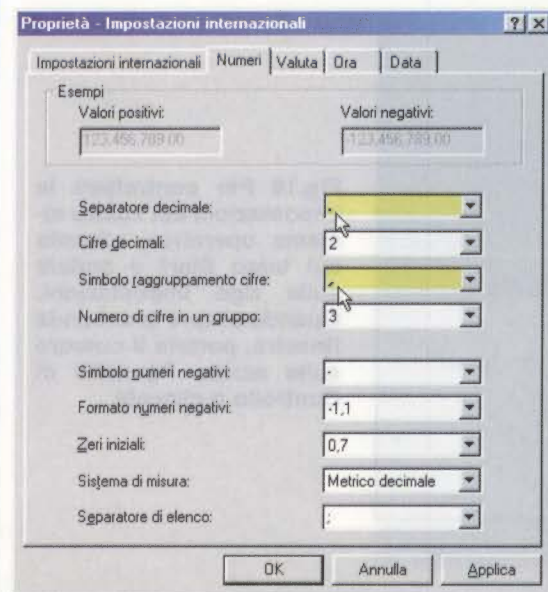 Proprietà - Impostazioni internazionali
Impostazioni internazionali Numeri Valuta Ora Data
Esempi
Valori positivi: Valori negativi:
123,456,789.00 -123,456,789.00
Separatore decimale: .
Cifre decimali: 2
Simbolo raggruppamento cifre: ,
Numero di cifre in un gruppo: 3
Simbolo numeri negativi: -
Formato numeri negativi: -1,1
Zeri iniziali: 0,7
Sistema di misura: Metrico decimale
Separatore di elenco: ;
OK Annulla Applica